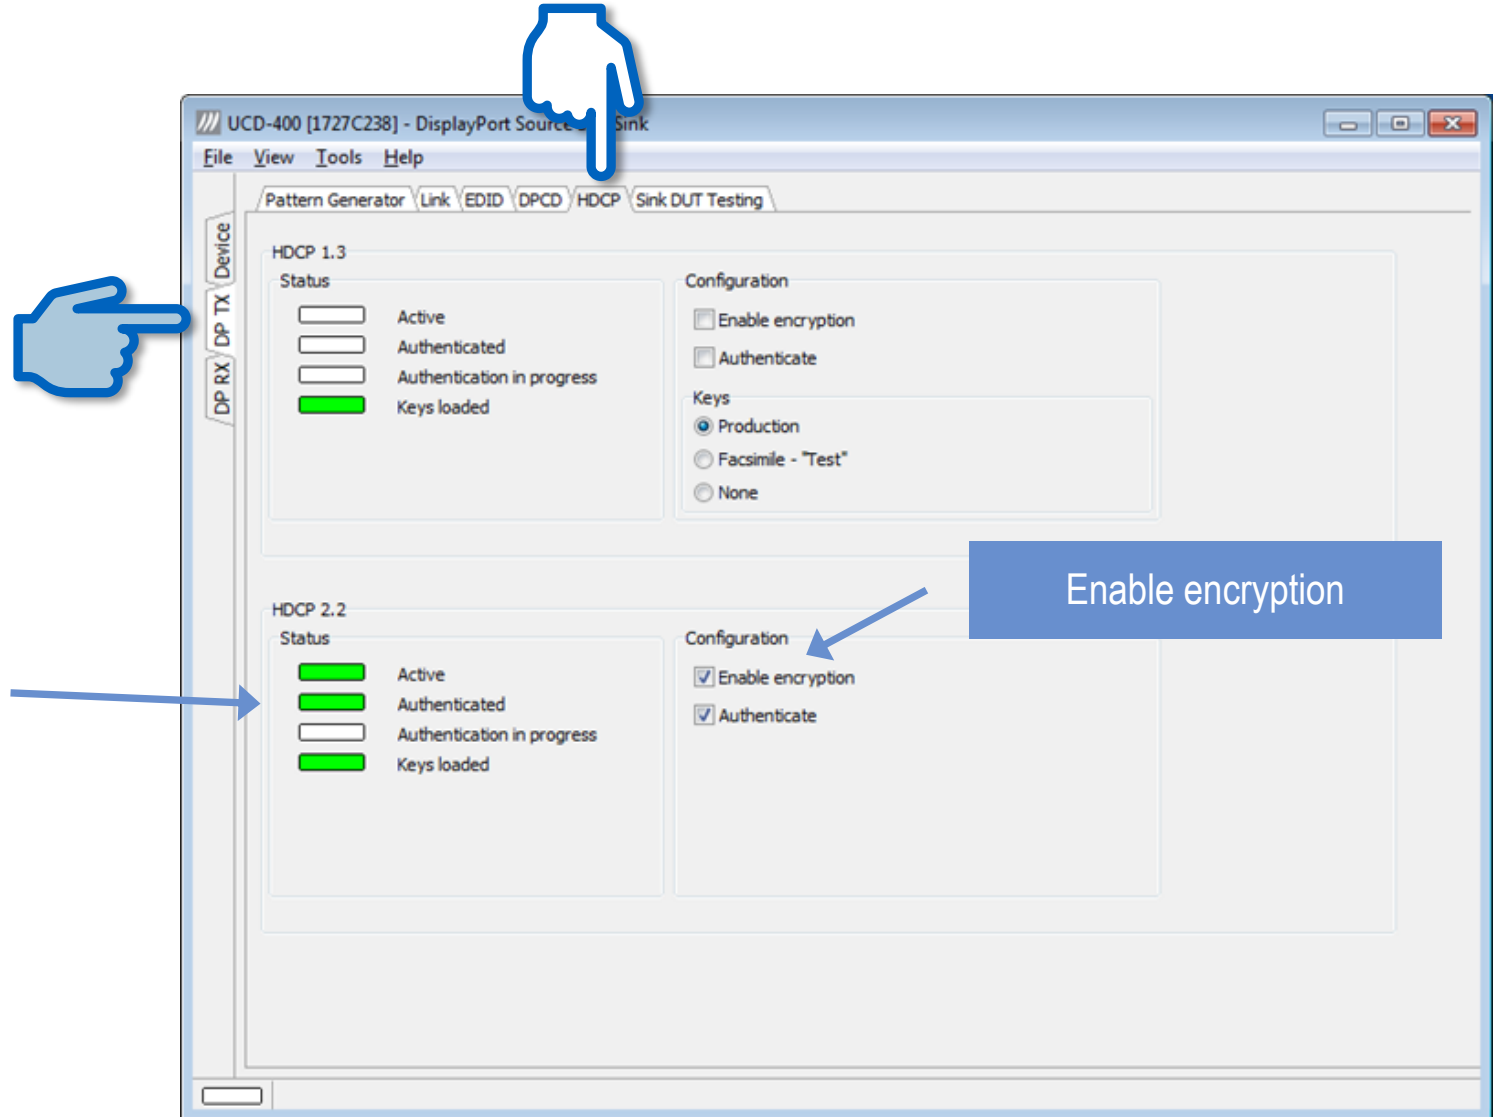 UCD-400 [1727C238] - DisplayPort Source Sink
File View Tools Help
Pattern Generator Link EDID DPCD HDCP Sink DUT Testing
Device
DP TX
DP RX
HDCP 1.3
Status
Active
Authenticated
Authentication in progress
Keys loaded
Configuration
Enable encryption
Authenticate
Keys
Production
Facsimile - "Test"
None
Enable encryption
HDCP 2.2
Status
Active
Authenticated
Authentication in progress
Keys loaded
Configuration
Enable encryption
Authenticate